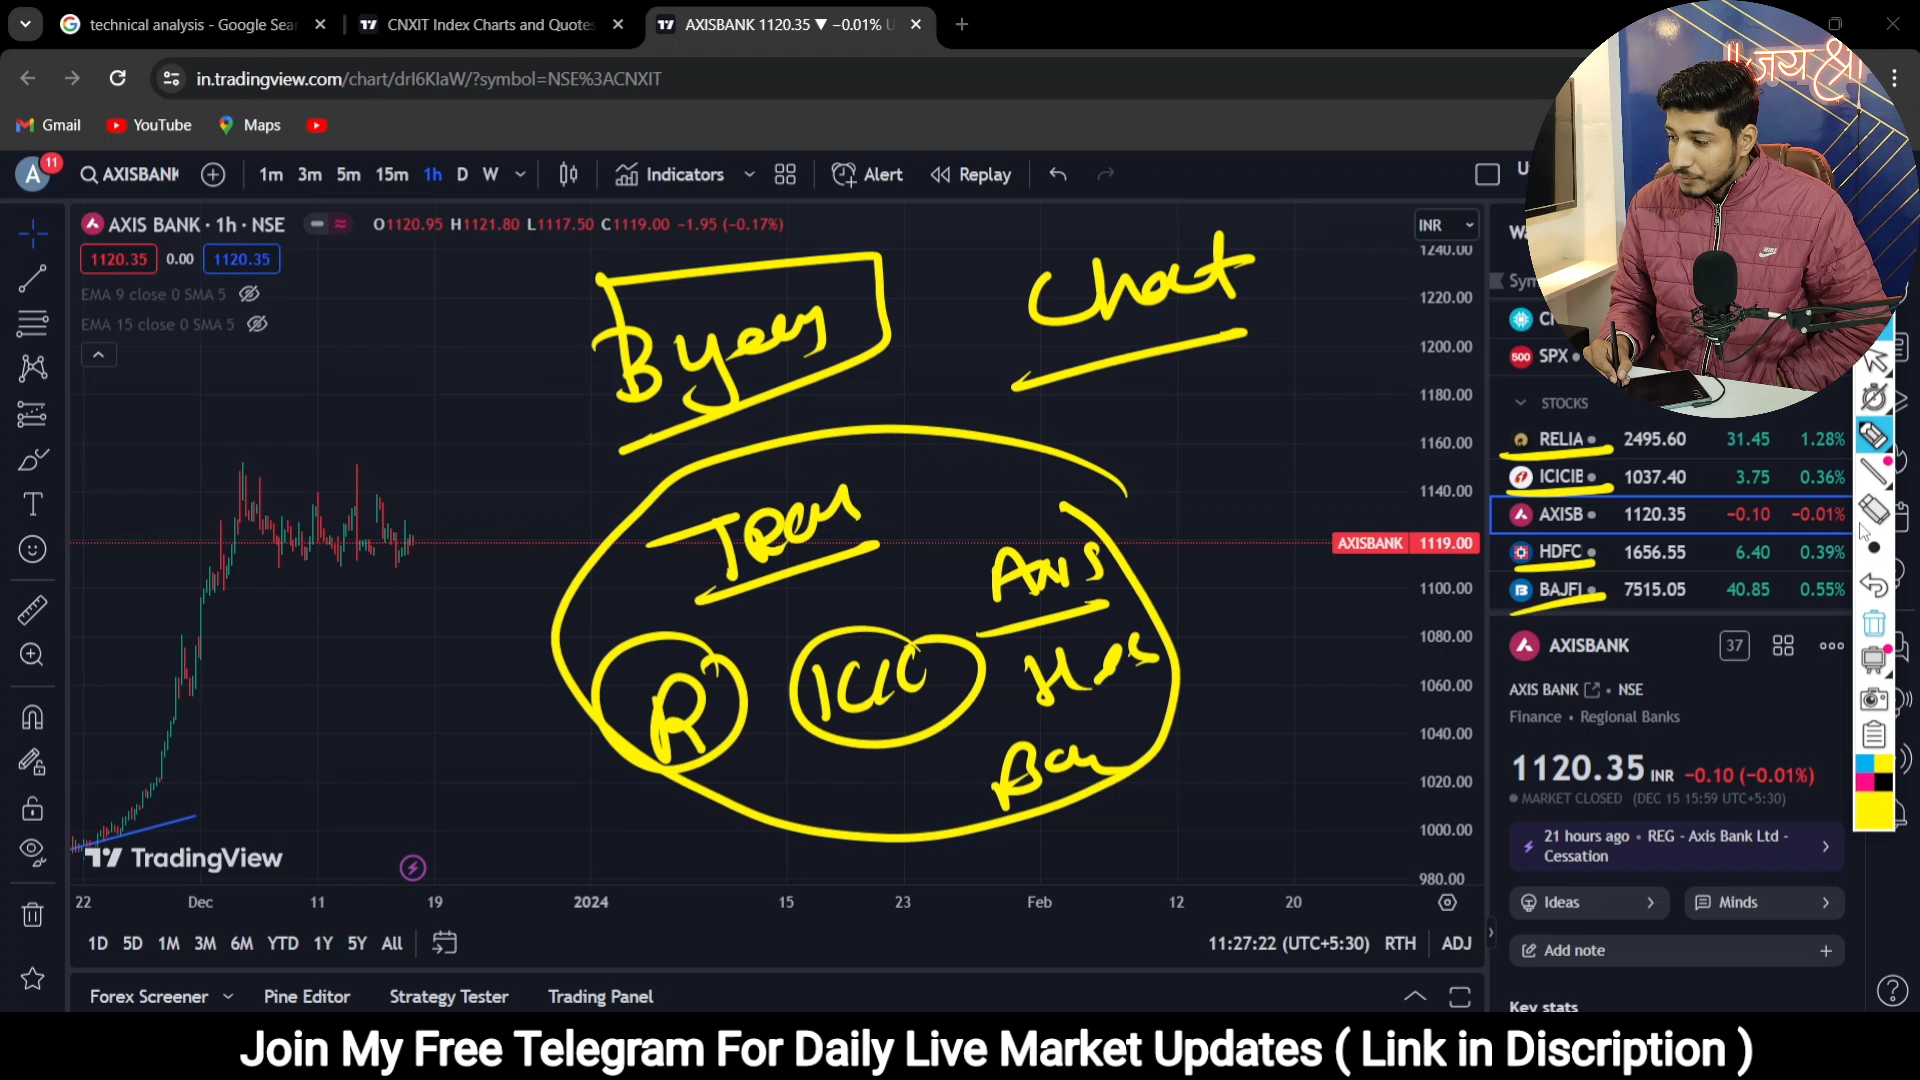 technical analysis - Google Sea
CNXIT Index Charts and Quotes
AXISBANK 1120.35 ▼ −0.01% U
in.tradingview.com/chart/drI6KIaW/?symbol=NSE%3ACNXIT
Gmail
YouTube
Maps
जय श्री
A
11
AXISBANK
1m 3m 5m 15m 1h D W
Indicators
Alert
Replay
AXIS BANK · 1h · NSE
O1120.95 H1121.80 L1117.50 C1119.00 −1.95 (−0.17%)
INR
1120.35 0.00 1120.35
EMA 9 close 0 SMA 5
EMA 15 close 0 SMA 5
1240.00
1220.00
1200.00
1180.00
1160.00
1140.00
AXISBANK 1119.00
1100.00
1080.00
1060.00
1040.00
1020.00
1000.00
980.00
Axis
R
TradingView
22 Dec 11 19 2024 15 23 Feb 12 20
1D 5D 1M 3M 6M YTD 1Y 5Y All
11:27:22 (UTC+5:30) RTH ADJ
Forex Screener
Pine Editor
Strategy Tester
Trading Panel
Wa
Sym
SPX
STOCKS
RELIA 2495.60 31.45 1.28%
ICICIB 1037.40 3.75 0.36%
AXISB 1120.35 −0.10 −0.01%
HDFC 1656.55 6.40 0.39%
BAJFI 7515.05 40.85 0.55%
AXISBANK
37
AXIS BANK • NSE
Finance • Regional Banks
1120.35 INR −0.10 (−0.01%)
MARKET CLOSED (DEC 15 15:59 UTC+5:30)
21 hours ago • REG - Axis Bank Ltd -
Cessation
Ideas
Minds
Add note
Key stats
Join My Free Telegram For Daily Live Market Updates ( Link in Discription )